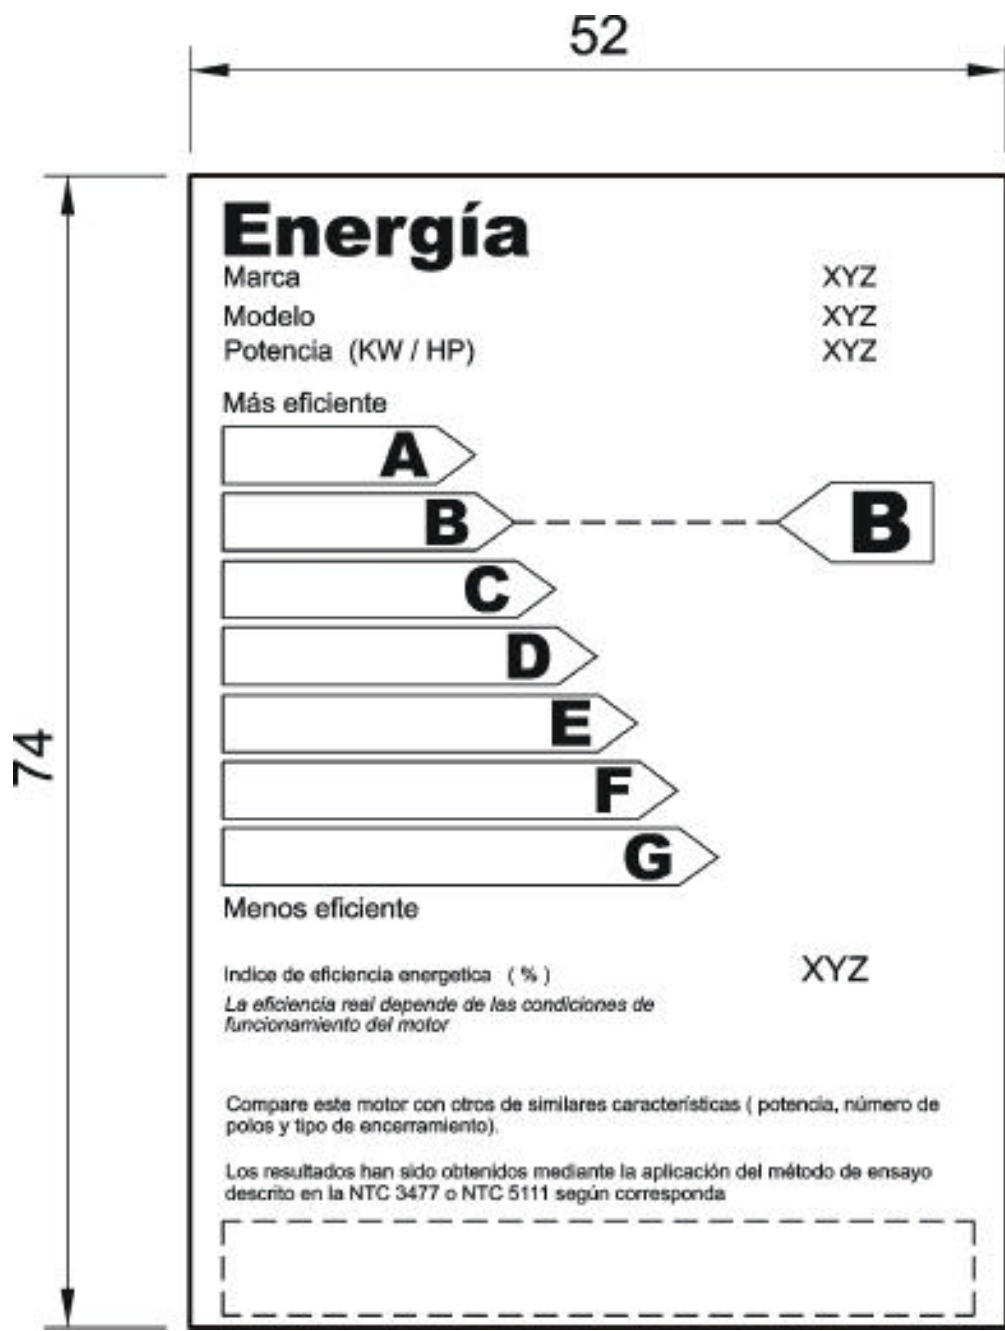 52
74
Energía
Marca XYZ
Modelo XYZ
Potencia (KW / HP) XYZ
Más eficiente
A
B B
C
D
E
F
G
Menos eficiente
Indice de eficiencia energetica ( % ) XYZ
La eficiencia real depende de las condiciones de
funcionamiento del motor
Compare este motor con otros de similares características ( potencia, número de
polos y tipo de encerramiento).
Los resultados han sido obtenidos mediante la aplicación del método de ensayo
descrito en la NTC 3477 o NTC 5111 según corresponda